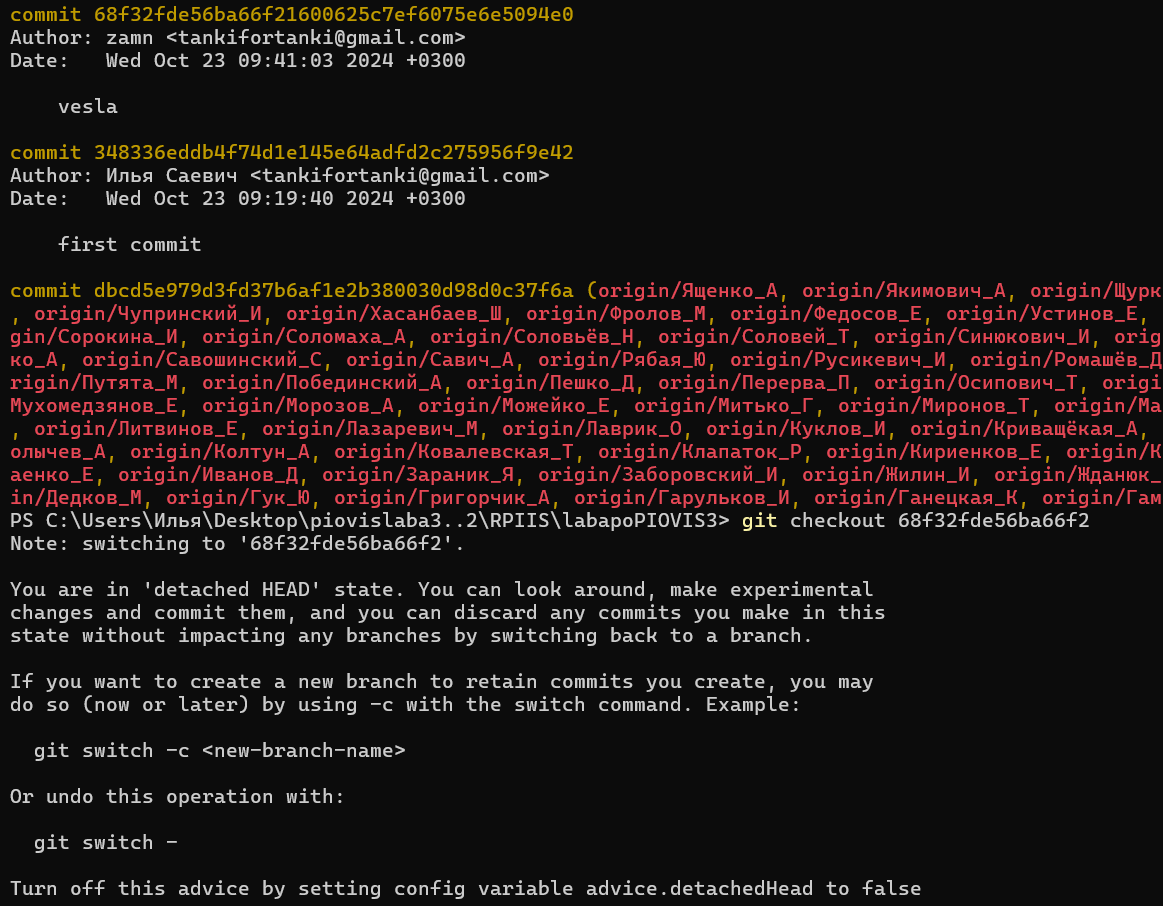 commit 68f32fde56ba66f21600625c7ef6075e6e5094e0
Author: zamn <tankifortanki@gmail.com>
Date:   Wed Oct 23 09:41:03 2024 +0300
vesla
commit 348336eddb4f74d1e145e64adfd2c275956f9e42
Author: Илья Саевич <tankifortanki@gmail.com>
Date:   Wed Oct 23 09:19:40 2024 +0300
first commit
commit dbcd5e979d3fd37b6af1e2b380030d98d0c37f6a (origin/Ященко_А, origin/Якимович_А, origin/Щурк
, origin/Чупринский_И, origin/Хасанбаев_Ш, origin/Фролов_М, origin/Федосов_Е, origin/Устинов_Е,
gin/Сорокина_И, origin/Соломаха_А, origin/Соловьёв_Н, origin/Соловей_Т, origin/Синюкович_И, orig
ко_А, origin/Савошинский_С, origin/Савич_А, origin/Рябая_Ю, origin/Русикевич_И, origin/Ромашёв_Д
rigin/Путята_М, origin/Побединский_А, origin/Пешко_Д, origin/Перерва_П, origin/Осипович_Т, origi
Мухомедзянов_Е, origin/Морозов_А, origin/Можейко_Е, origin/Митько_Г, origin/Миронов_Т, origin/Ма
, origin/Литвинов_Е, origin/Лазаревич_М, origin/Лаврик_О, origin/Куклов_И, origin/Криващёкая_А,
олычев_А, origin/Колтун_А, origin/Ковалевская_Т, origin/Клапаток_Р, origin/Кириенков_Е, origin/К
аенко_Е, origin/Иванов_Д, origin/Зараник_Я, origin/Заборовский_И, origin/Жилин_И, origin/Жданюк_
in/Дедков_М, origin/Гук_Ю, origin/Григорчик_А, origin/Гарульков_И, origin/Ганецкая_К, origin/Гам
PS C:\Users\Илья\Desktop\piovislaba3..2\RPIIS\labapoPIOVIS3> git checkout 68f32fde56ba66f2
Note: switching to '68f32fde56ba66f2'.
You are in 'detached HEAD' state. You can look around, make experimental
changes and commit them, and you can discard any commits you make in this
state without impacting any branches by switching back to a branch.
If you want to create a new branch to retain commits you create, you may
do so (now or later) by using -c with the switch command. Example:
git switch -c <new-branch-name>
Or undo this operation with:
git switch -
Turn off this advice by setting config variable advice.detachedHead to false